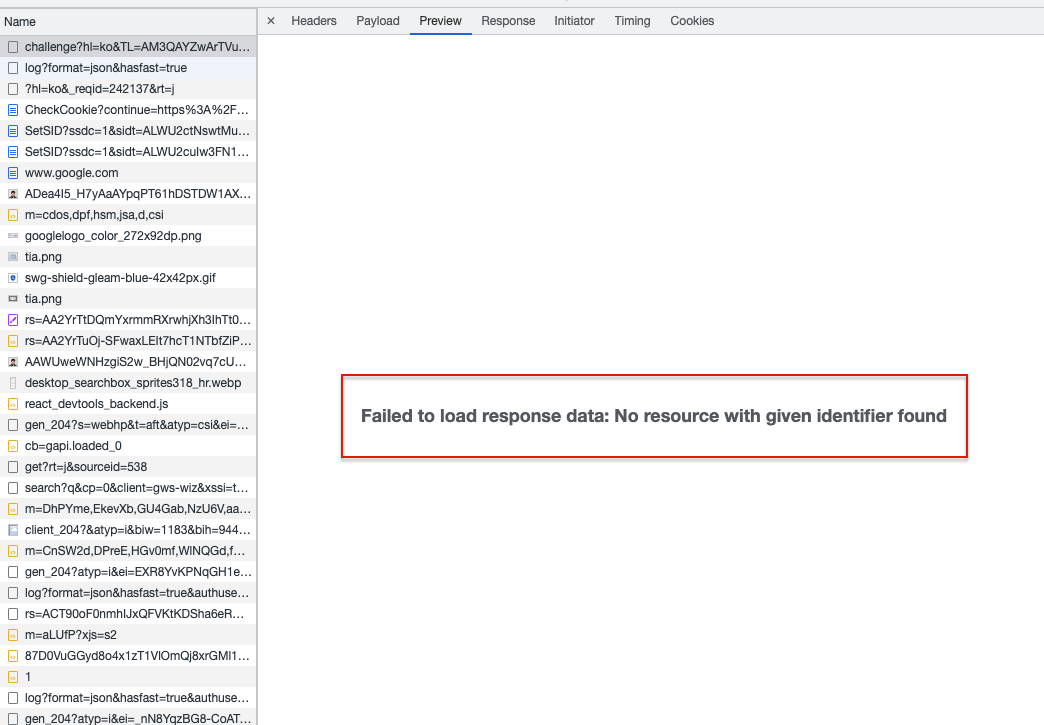 Name
× Headers Payload Preview Response Initiator Timing Cookies
challenge?hl=ko&TL=AM3QAYZwArTVu...
log?format=json&hasfast=true
?hl=ko&_reqid=242137&rt=j
CheckCookie?continue=https%3A%2F...
SetSID?ssdc=1&sidt=ALWU2ctNswtMu...
SetSID?ssdc=1&sidt=ALWU2cuIw3FN1...
www.google.com
ADea4I5_H7yAaAYpqPT61hDSTDW1AX...
m=cdos,dpf,hsm,jsa,d,csi
googlelogo_color_272x92dp.png
tia.png
swg-shield-gleam-blue-42x42px.gif
tia.png
rs=AA2YrTtDQmYxrmmRXrwhjXh3IhTt0...
rs=AA2YrTuOj-SFwaxLEIt7hcT1NTbfZiP...
AAWUweWNHzgiS2w_BHjQN02vq7cU...
desktop_searchbox_sprites318_hr.webp
react_devtools_backend.js
gen_204?s=webhp&t=aft&atyp=csi&ei=...
cb=gapi.loaded_0
get?rt=j&sourceid=538
search?q&cp=0&client=gws-wiz&xssi=t...
m=DhPYme,EkevXb,GU4Gab,NzU6V,aa...
client_204?&atyp=i&biw=1183&bih=944...
m=CnSW2d,DPreE,HGv0mf,WlNQGd,f...
gen_204?atyp=i&ei=EXR8YvKPNqGH1e...
log?format=json&hasfast=true&authuse...
rs=ACT90oF0nmhIJxQFVKtKDSha6eR...
m=aLUfP?xjs=s2
87D0VuGGyd8o4x1zT1VlOmQj8xrGMl1...
1
log?format=json&hasfast=true&authuse...
gen_204?atyp=i&ei=_nN8YqzBG8-CoAT...
Failed to load response data: No resource with given identifier found